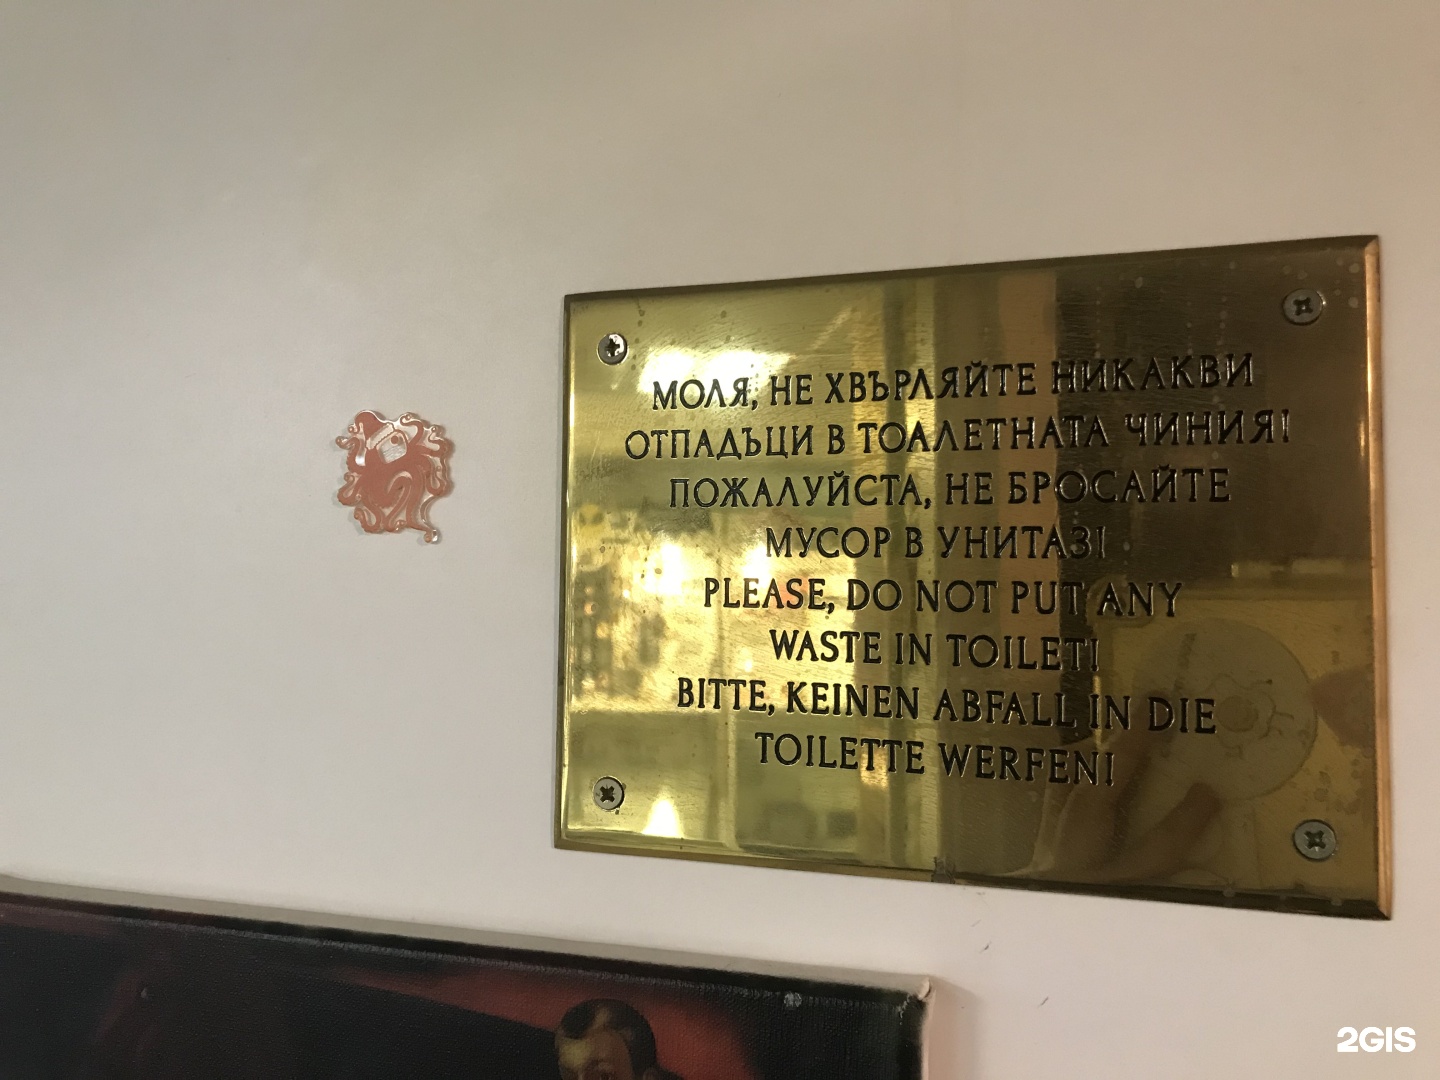 МОЛЯ, НЕ ХВЪРЛЯЙТЕ НИКАКВИ
ОТПАДЪЦИ В ТОАЛЕТНАТА ЧИНИЯ!
ПОЖАЛУЙСТА, НЕ БРОСАЙТЕ
МУСОР В УНИТАЗ!
PLEASE, DO NOT PUT ANY
WASTE IN TOILET!
BITTE, KEINEN ABFALL IN DIE
TOILETTE WERFEN!
2GIS